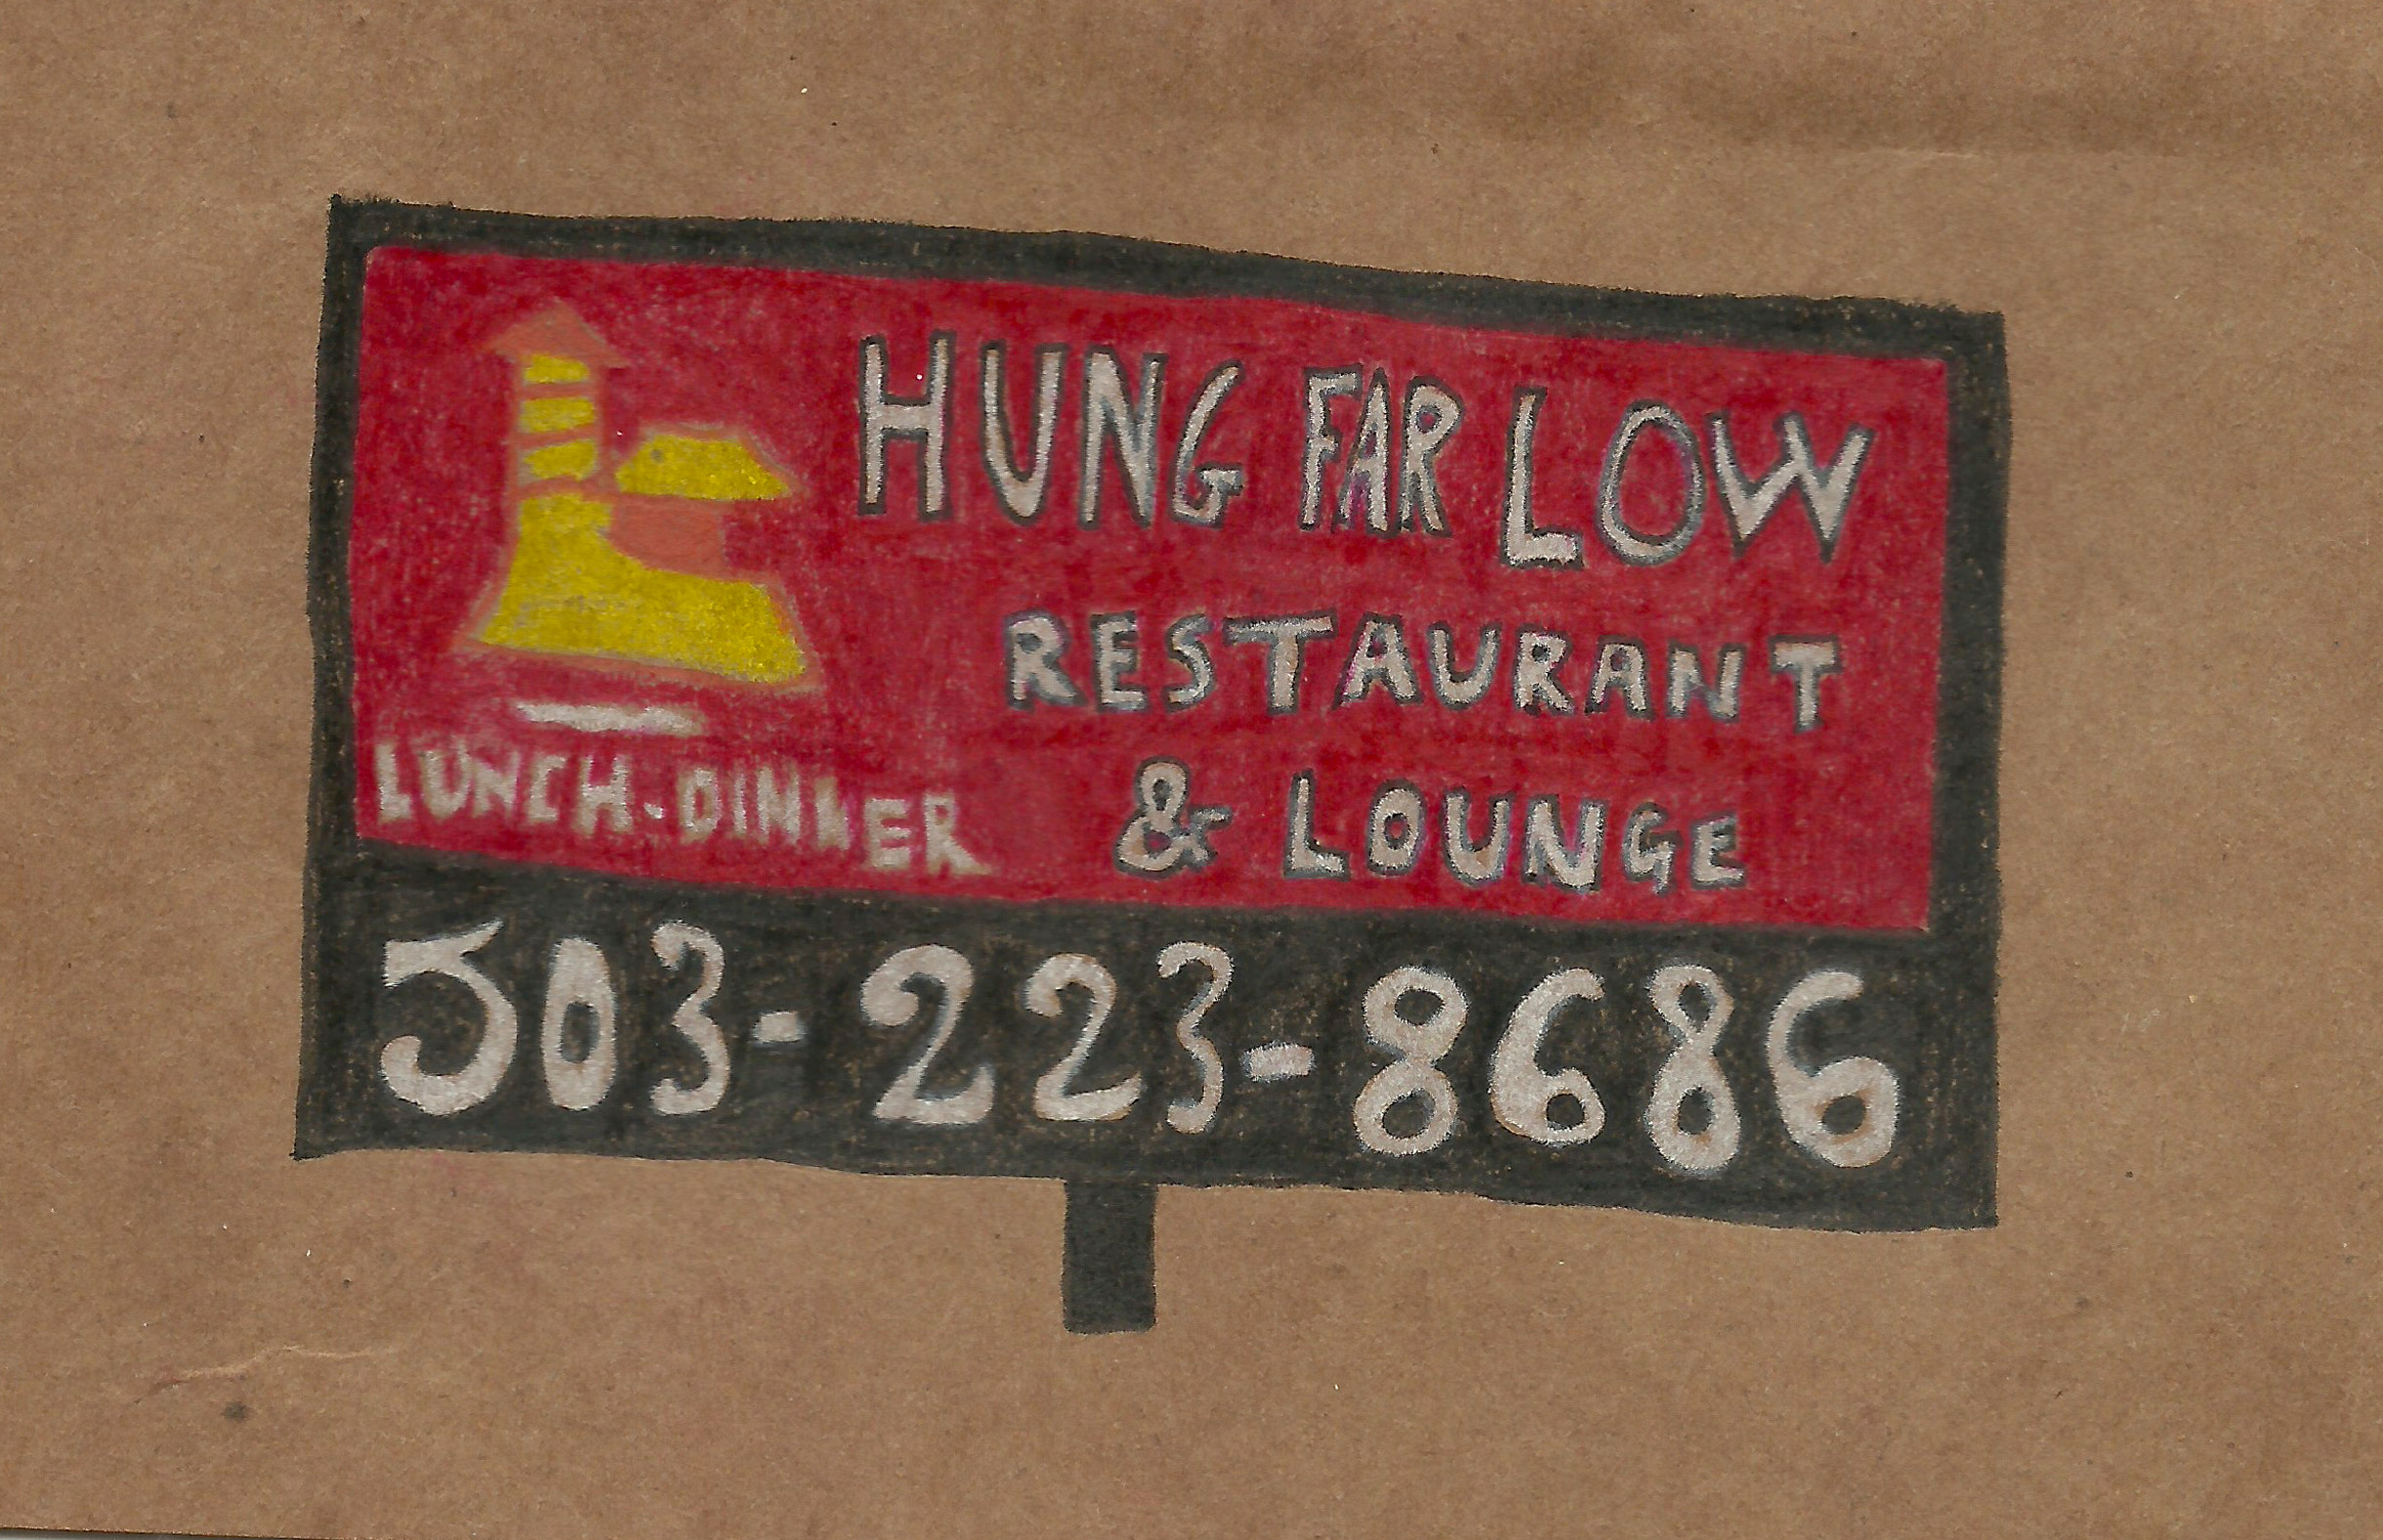 HUNG FAR LOW
RESTAURANT
& LOUNGE
LUNCH-DINNER
503-223-8686